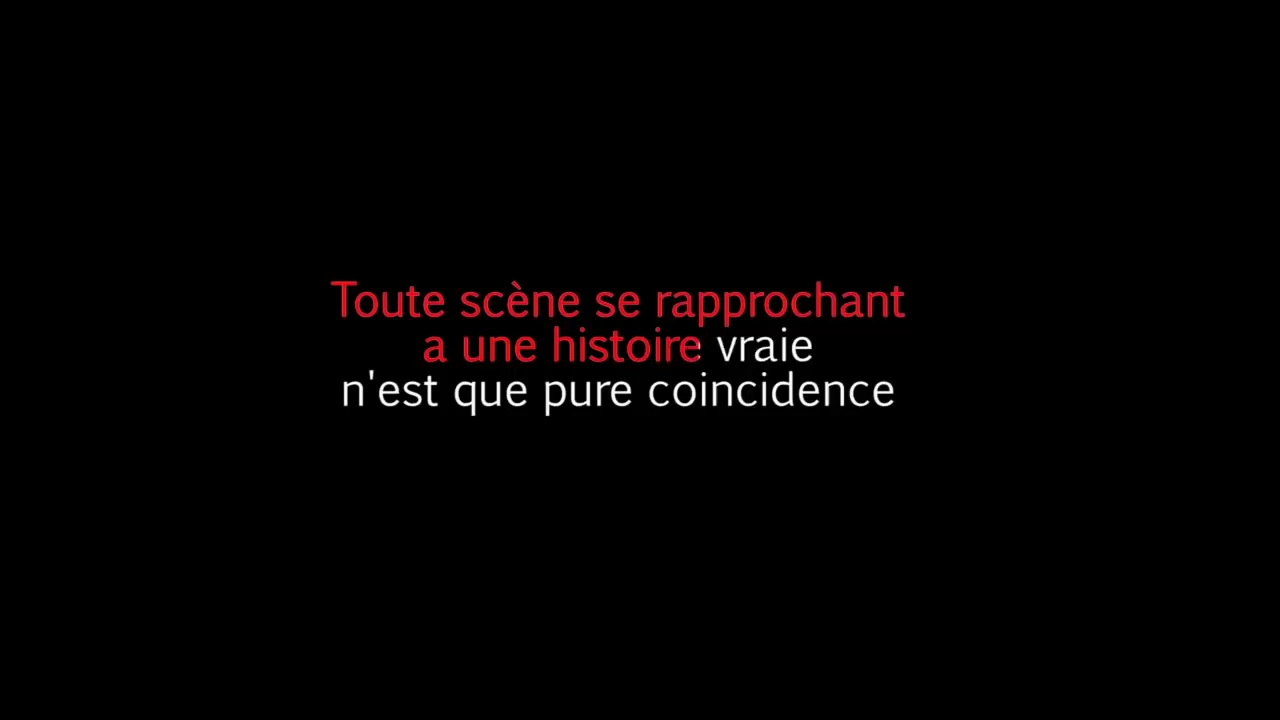 Toute scène se rapprochant
a une histoire vraie
n'est que pure coincidence